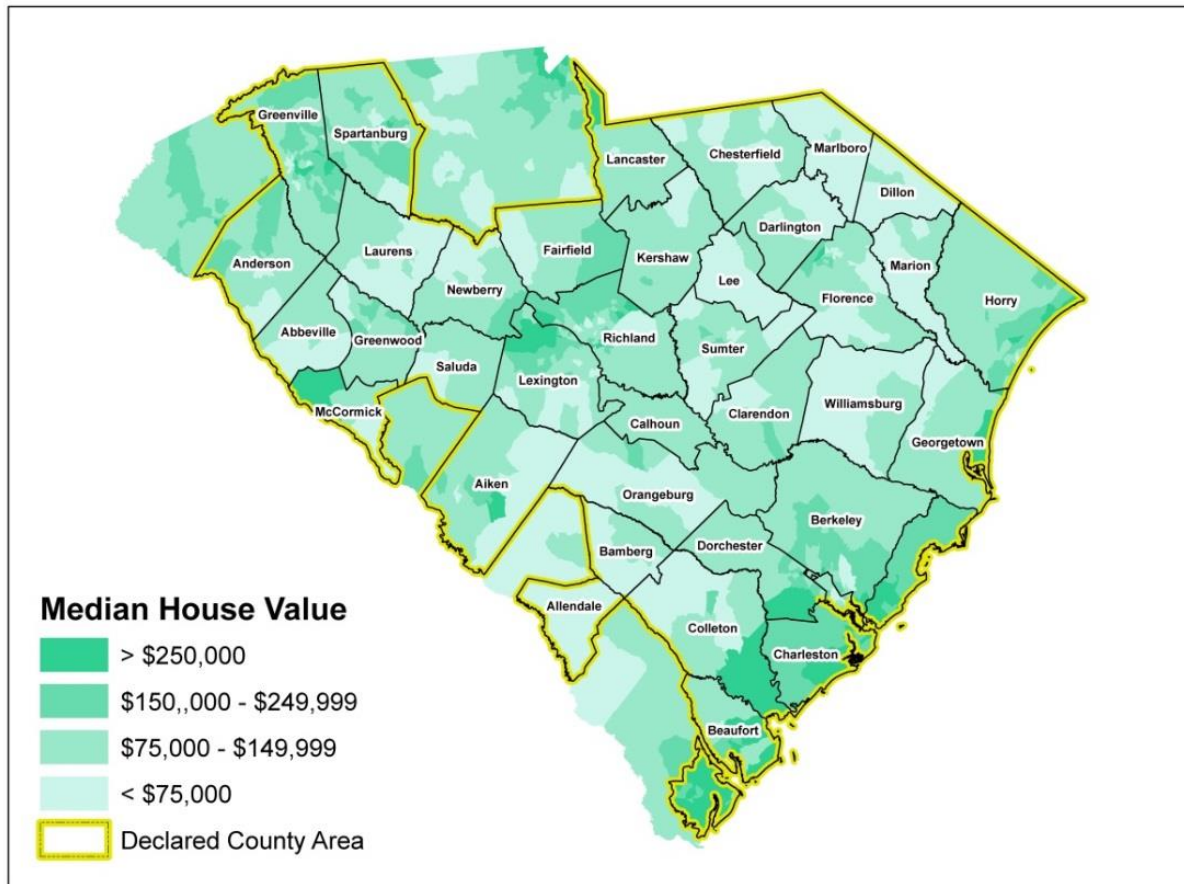 Greenville
Spartanburg
Lancaster
Chesterfield
Marlboro
Dillon
Darlington
Laurens
Fairfield
Kershaw
Marion
Anderson
Newberry
Lee
Florence
Horry
Abbeville
Greenwood
Richland
Sumter
Saluda
Lexington
McCormick
Clarendon
Williamsburg
Calhoun
Georgetown
Aiken
Orangeburg
Berkeley
Bamberg
Dorchester
Allendale
Colleton
Charleston
Beaufort
Median House Value
> $250,000
$150,,000 - $249,999
$75,000 - $149,999
< $75,000
Declared County Area